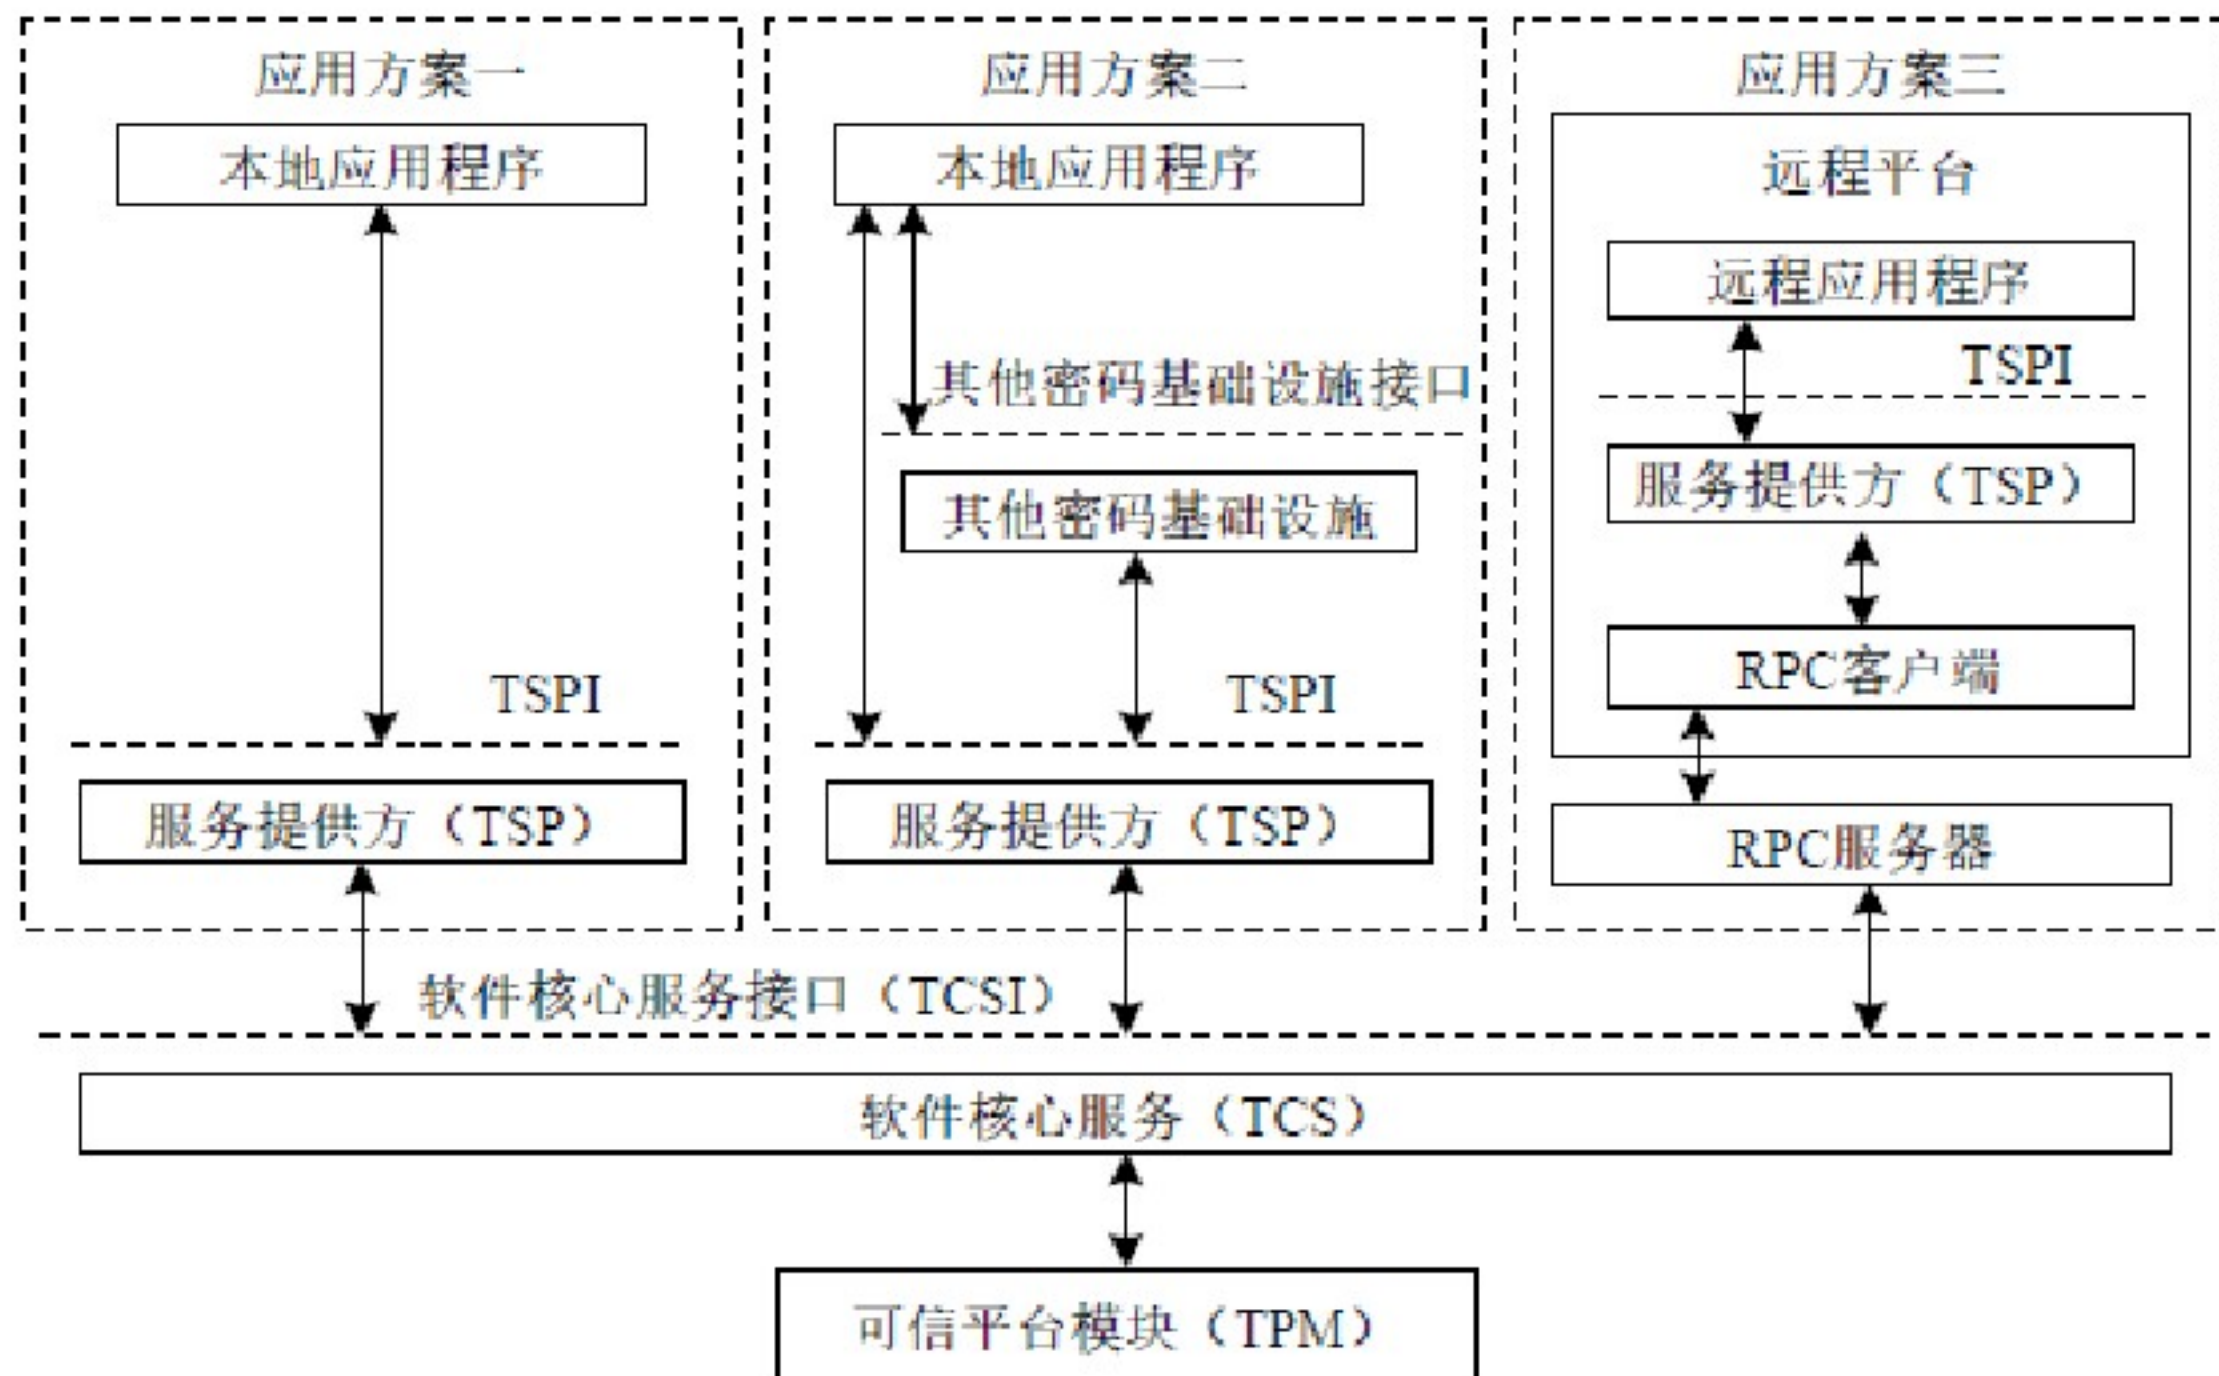 应用方案一
本地应用程序
TSPI
服务提供方（TSP）
应用方案二
本地应用程序
其他密码基础设施接口
其他密码基础设施
TSPI
服务提供方（TSP）
应用方案三
远程平台
远程应用程序
TSPI
服务提供方（TSP）
RPC客户端
RPC服务器
软件核心服务接口（TCSI）
软件核心服务（TCS）
可信平台模块（TPM）